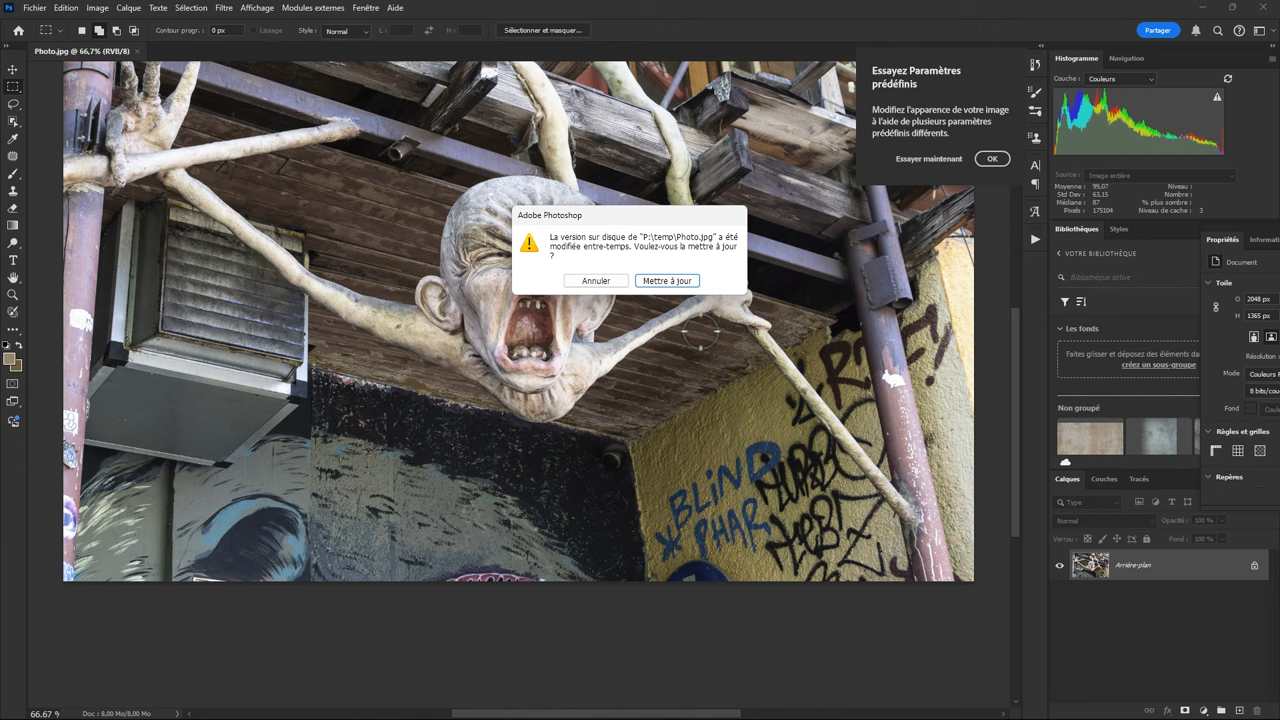 Ps
Fichier Edition Image Calque Texte Sélection Filtre Affichage Modules externes Fenêtre Aide
Contour progr. : 0 px Lissage Style : Normal L : H : Sélectionner et masquer... Partager
Photo.jpg @ 66,7% (RVB/8) ×
Essayez Paramètres
prédéfinis
Modifiez l'apparence de votre image
à l'aide de plusieurs paramètres
prédéfinis différents.
Essayer maintenant OK
Adobe Photoshop
La version sur disque de "P:\temp\Photo.jpg" a été
modifiée entre-temps. Voulez-vous la mettre à jour
?
Annuler Mettre à jour
BLIND
PHAR
Histogramme Navigation
Couche : Couleurs
Source : Image entière
Moyenne : 99,07 Niveau :
Std Dev : 63,15 Nombre :
Médiane : 87 % plus sombre :
Pixels : 175104 Niveau de cache : 3
Bibliothèques Styles
VOTRE BIBLIOTHÈQUE
Bibliothèque active
Les fonds
Faites glisser et déposez des éléments da
créez un sous-groupe
Non groupé
Propriétés Informati
Document
Toile
O 2048 px
H 1365 px
Résolution
Mode Couleurs
8 bits/cou
Fond Coule
Règles et grilles
Repères
Calques Couches Tracés
Type
Normal Opacité : 100 %
Verrou : Fond : 100 %
Arrière-plan
66,67 % Doc : 8,00 Mo/8,00 Mo